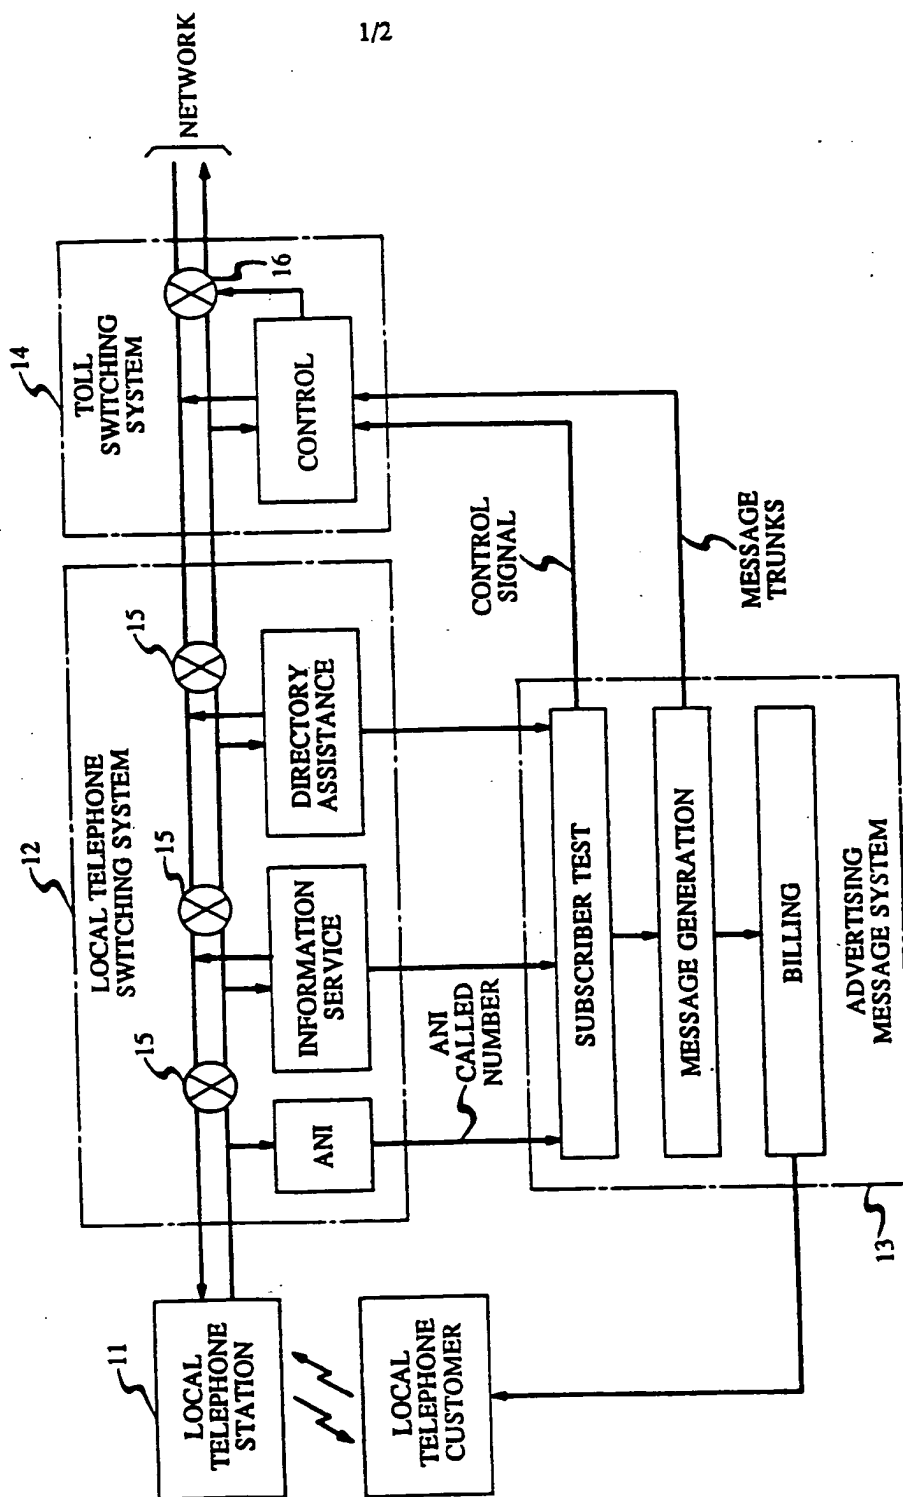 1/2
NETWORK
14
TOLL
SWITCHING
SYSTEM
16
CONTROL
12
LOCAL TELEPHONE
SWITCHING SYSTEM
15
15
15
ANI
INFORMATION
SERVICE
DIRECTORY
ASSISTANCE
11
LOCAL
TELEPHONE
STATION
LOCAL
TELEPHONE
CUSTOMER
ANI
CALLED
NUMBER
CONTROL
SIGNAL
MESSAGE
TRUNKS
SUBSCRIBER TEST
MESSAGE GENERATION
BILLING
ADVERTISING
MESSAGE SYSTEM
13